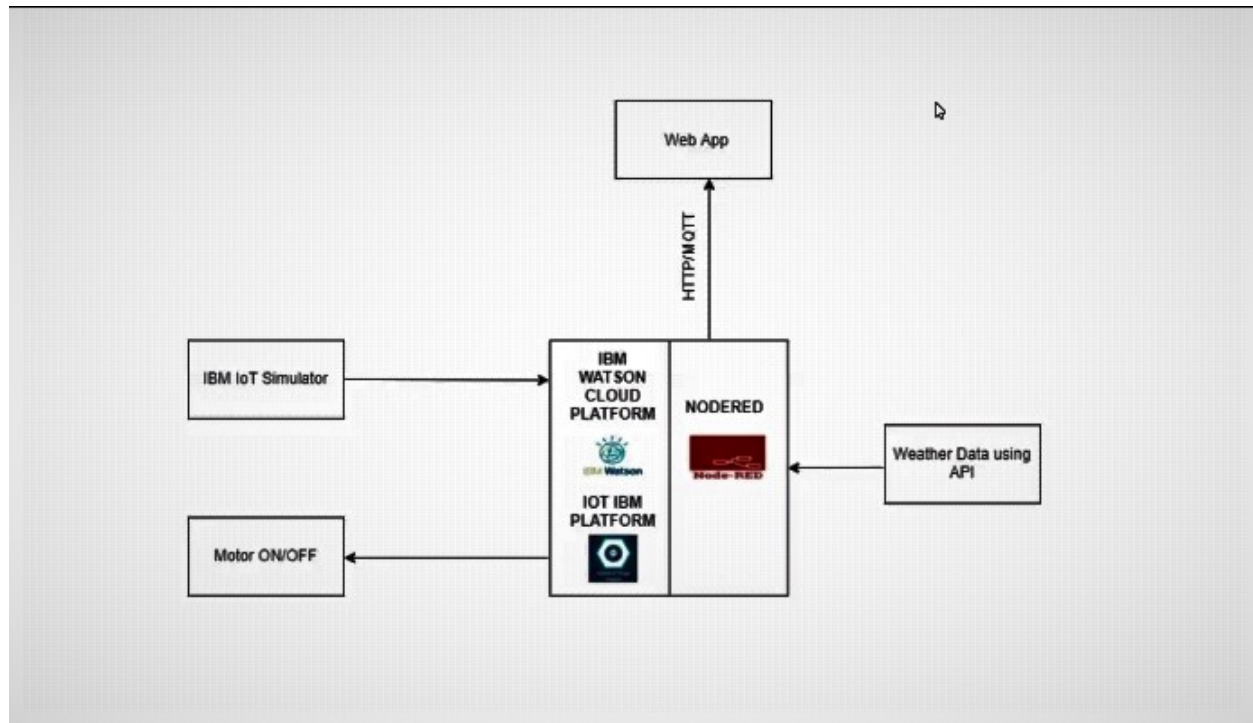 Web App
HTTP/MQTT
IBM IoT Simulator
IBM
WATSON
CLOUD
PLATFORM
IBM Watson
IOT IBM
PLATFORM
NODERED
Node-RED
Weather Data using
API
Motor ON/OFF